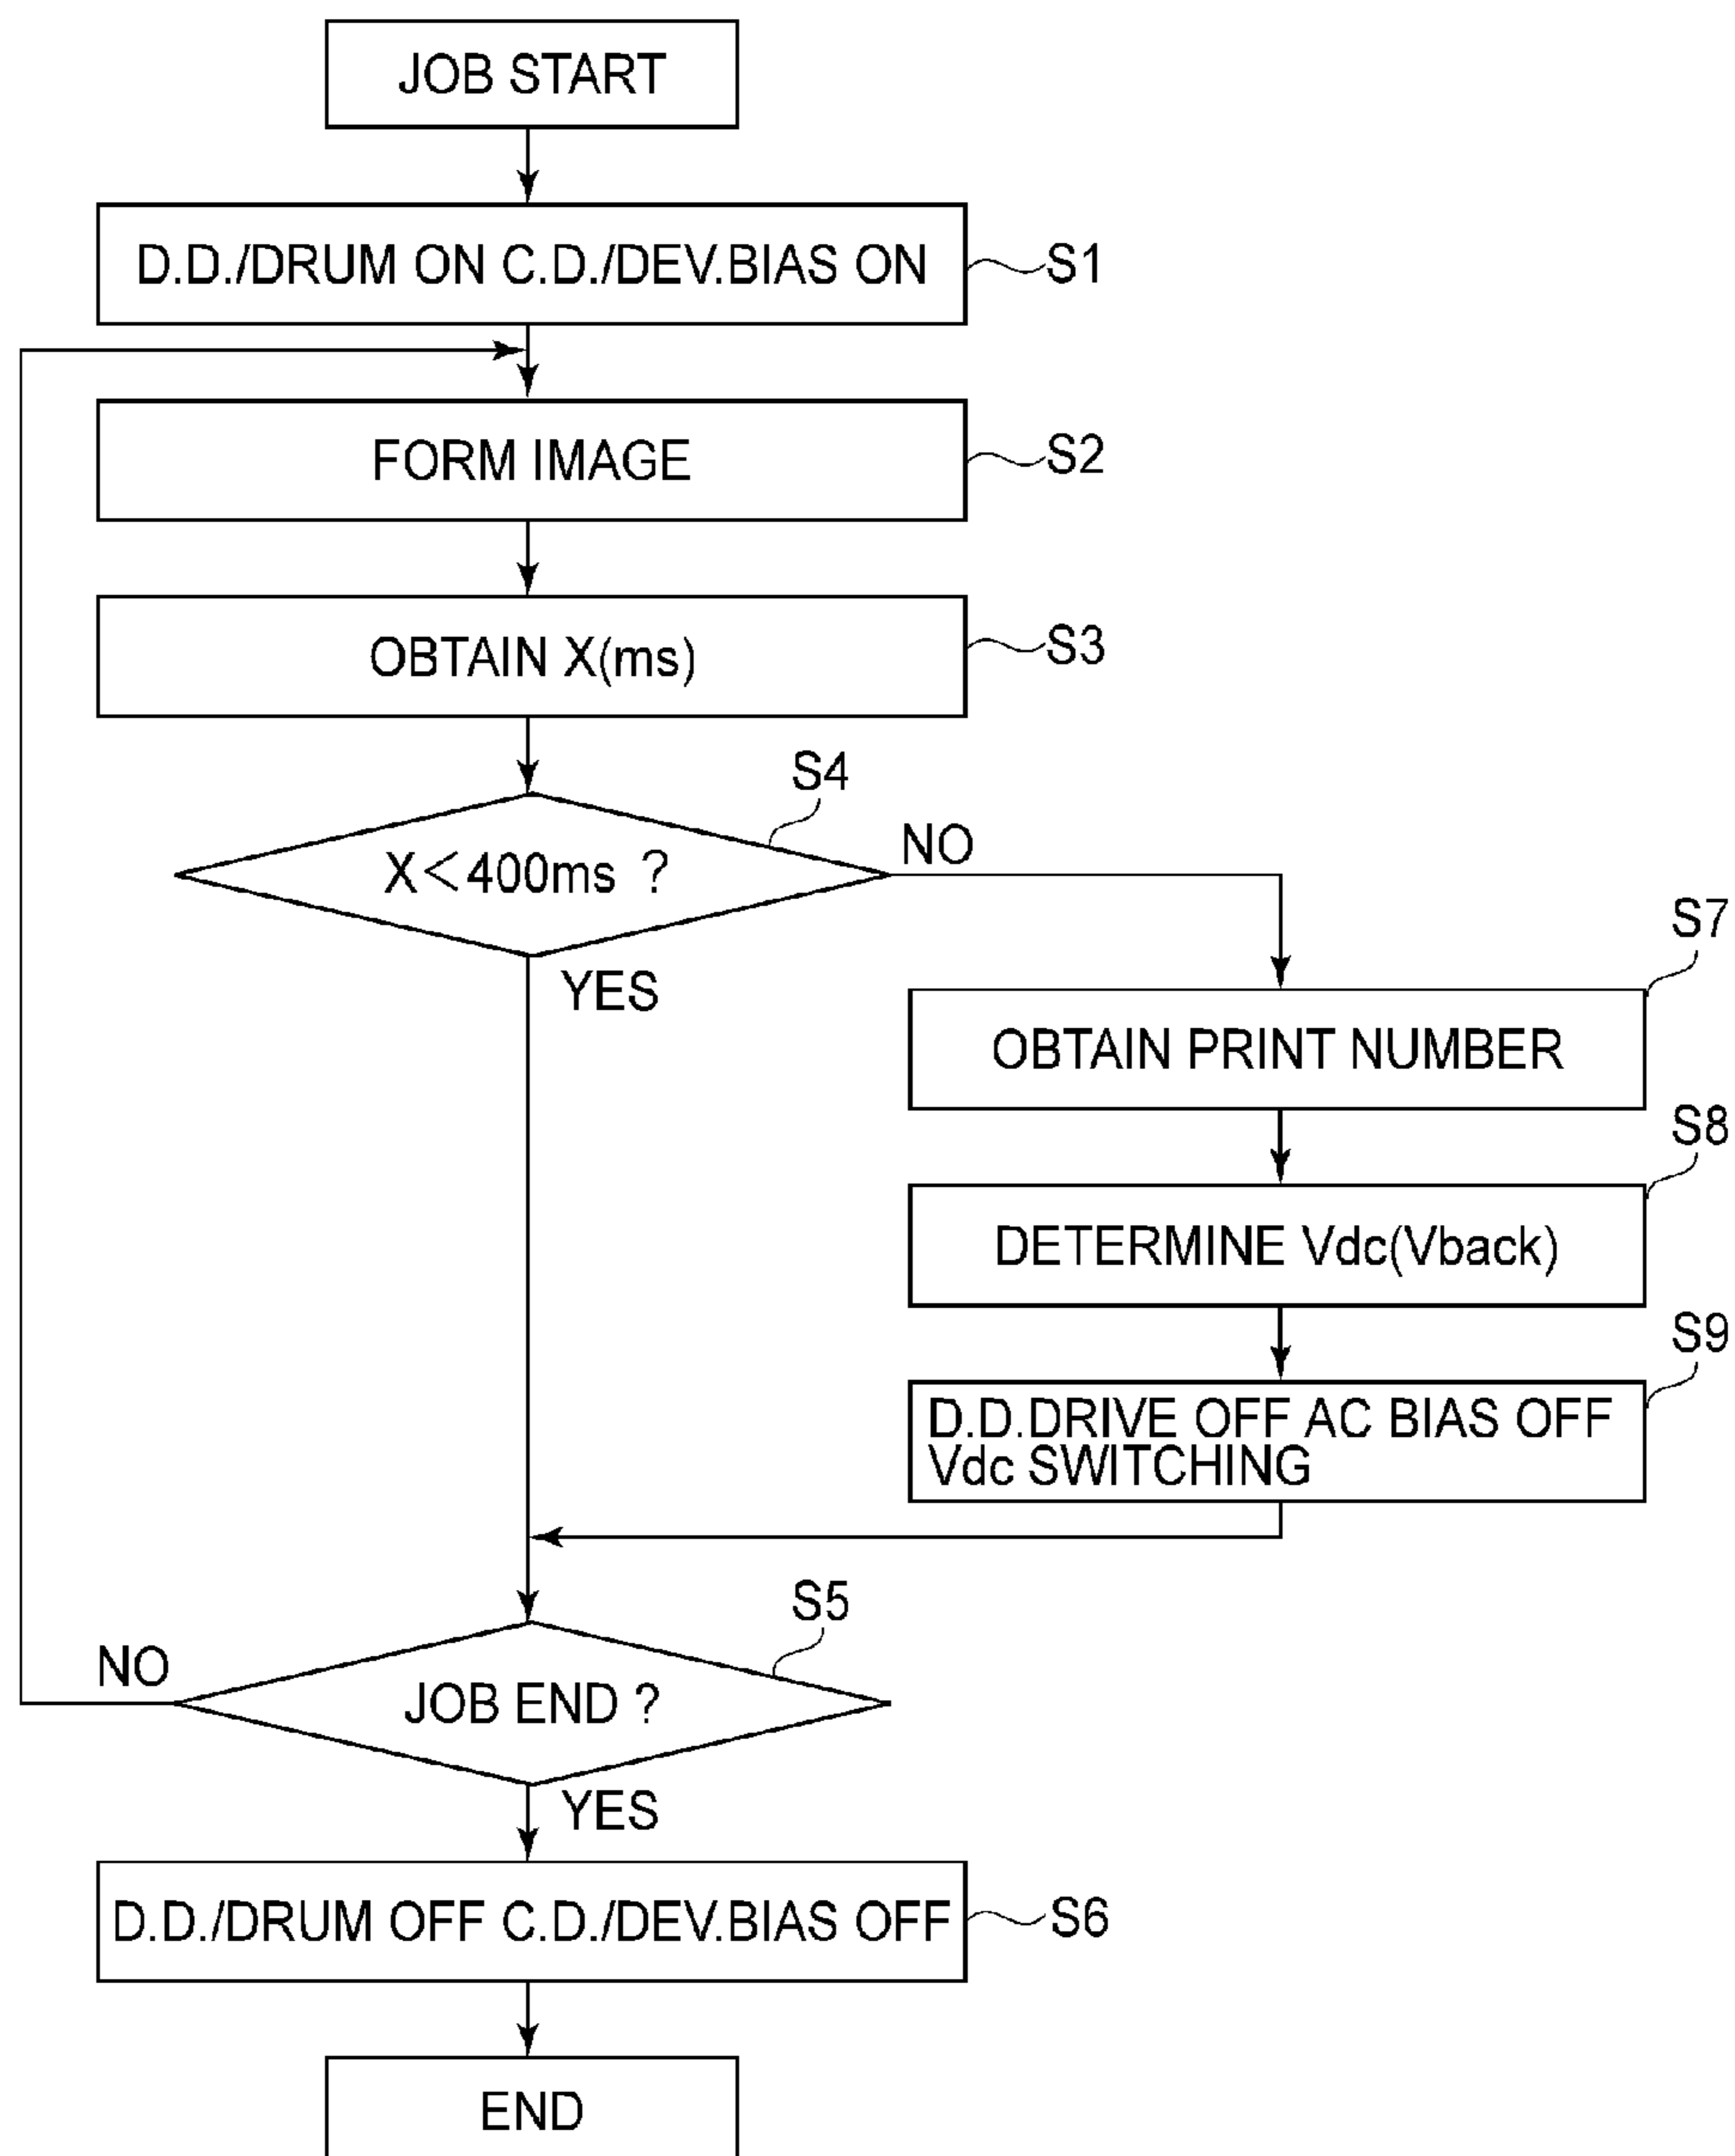 JOB START
D.D./DRUM ON C.D./DEV.BIAS ON
S1
FORM IMAGE
S2
OBTAIN X(ms)
S3
S4
X<400ms ?
NO
YES
S7
OBTAIN PRINT NUMBER
S8
DETERMINE Vdc(Vback)
S9
D.D.DRIVE OFF AC BIAS OFF
Vdc SWITCHING
S5
NO
JOB END ?
YES
D.D./DRUM OFF C.D./DEV.BIAS OFF
S6
END